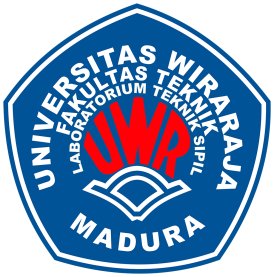 UNIVERSITAS WIRARAJA
FAKULTAS TEKNIK
LABORATORIUM TEKNIK SIPIL
UWR
MADURA